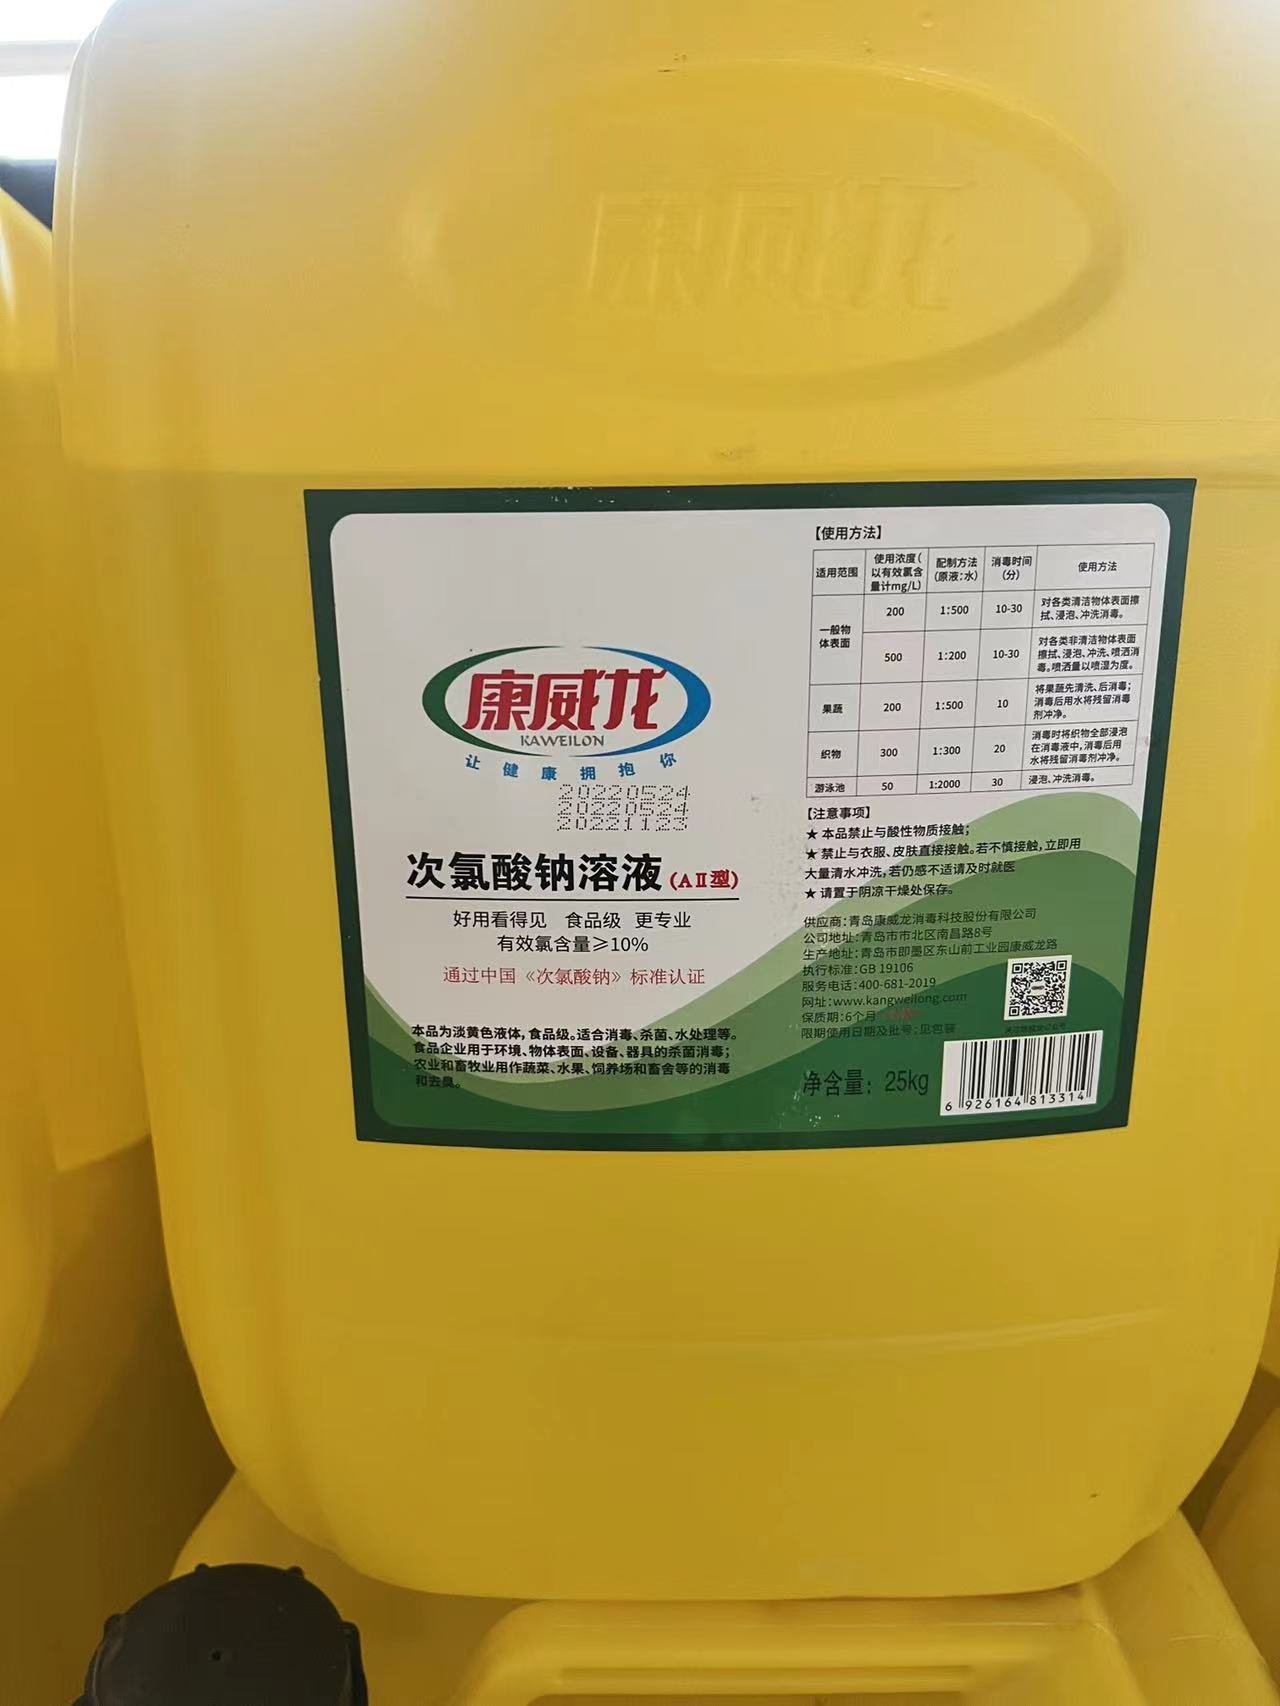 康威龙
康威龙
KAWEILON
让健康拥抱你
20220524
20220524
20221123
次氯酸钠溶液(AⅡ型)
好用看得见 食品级 更专业
有效氯含量≥10%
通过中国《次氯酸钠》标准认证
本品为淡黄色液体,食品级。适合消毒、杀菌、水处理等。
食品企业用于环境、物体表面、设备、器具的杀菌消毒;
农业和畜牧业用作蔬菜、水果、饲养场和畜舍等的消毒
和去臭。
【使用方法】
适用范围 使用浓度(以有效氯含量计mg/L) 配制方法(原液:水) 消毒时间(分) 使用方法
一般物体表面 200 1:500 10-30 对各类清洁物体表面擦拭、浸泡、冲洗消毒。
500 1:200 10-30 对各类非清洁物体表面擦拭、浸泡、冲洗、喷洒消毒。喷洒量以喷湿为度。
果蔬 200 1:500 10 将果蔬先清洗、后消毒;消毒后用水将残留消毒剂冲净。
织物 300 1:300 20 消毒时将织物全部浸泡在消毒液中,消毒后用水将残留消毒剂冲净。
游泳池 50 1:2000 30 浸泡、冲洗消毒。
【注意事项】
★ 本品禁止与酸性物质接触;
★ 禁止与衣服、皮肤直接接触。若不慎接触,立即用
大量清水冲洗,若仍感不适请及时就医
★ 请置于阴凉干燥处保存。
供应商:青岛康威龙消毒科技股份有限公司
公司地址:青岛市市北区南昌路8号
生产地址:青岛市即墨区东山前工业园康威龙路
执行标准:GB 19106
服务电话:400-681-2019
网址:www.kangweilong.com
保质期:6个月
限期使用日期及批号:见包装
净含量:25kg
6 926164 813314